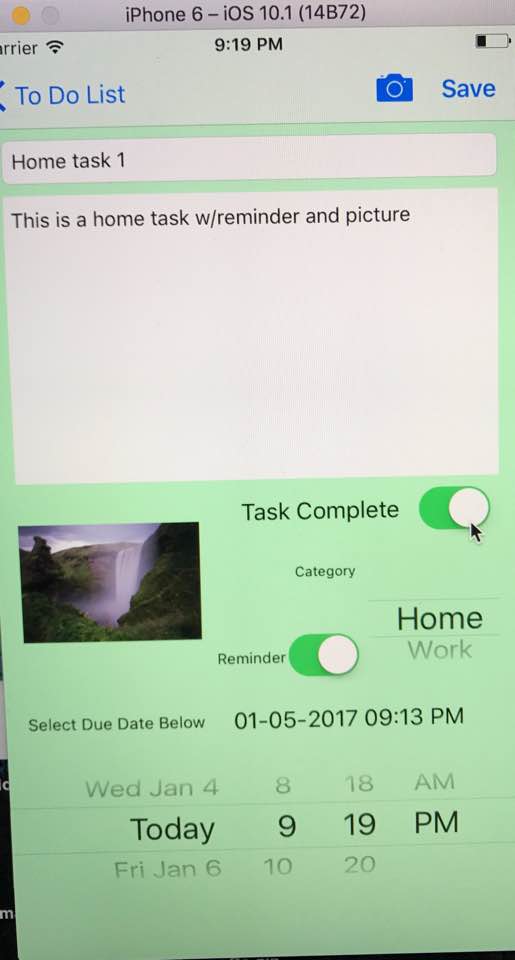 iPhone 6 – iOS 10.1 (14B72)
arrier 9:19 PM
To Do List Save
Home task 1
This is a home task w/reminder and picture
Task Complete
Category
Home
Work
Reminder
Select Due Date Below 01-05-2017 09:13 PM
Wed Jan 4 8 18 AM
Today 9 19 PM
Fri Jan 6 10 20